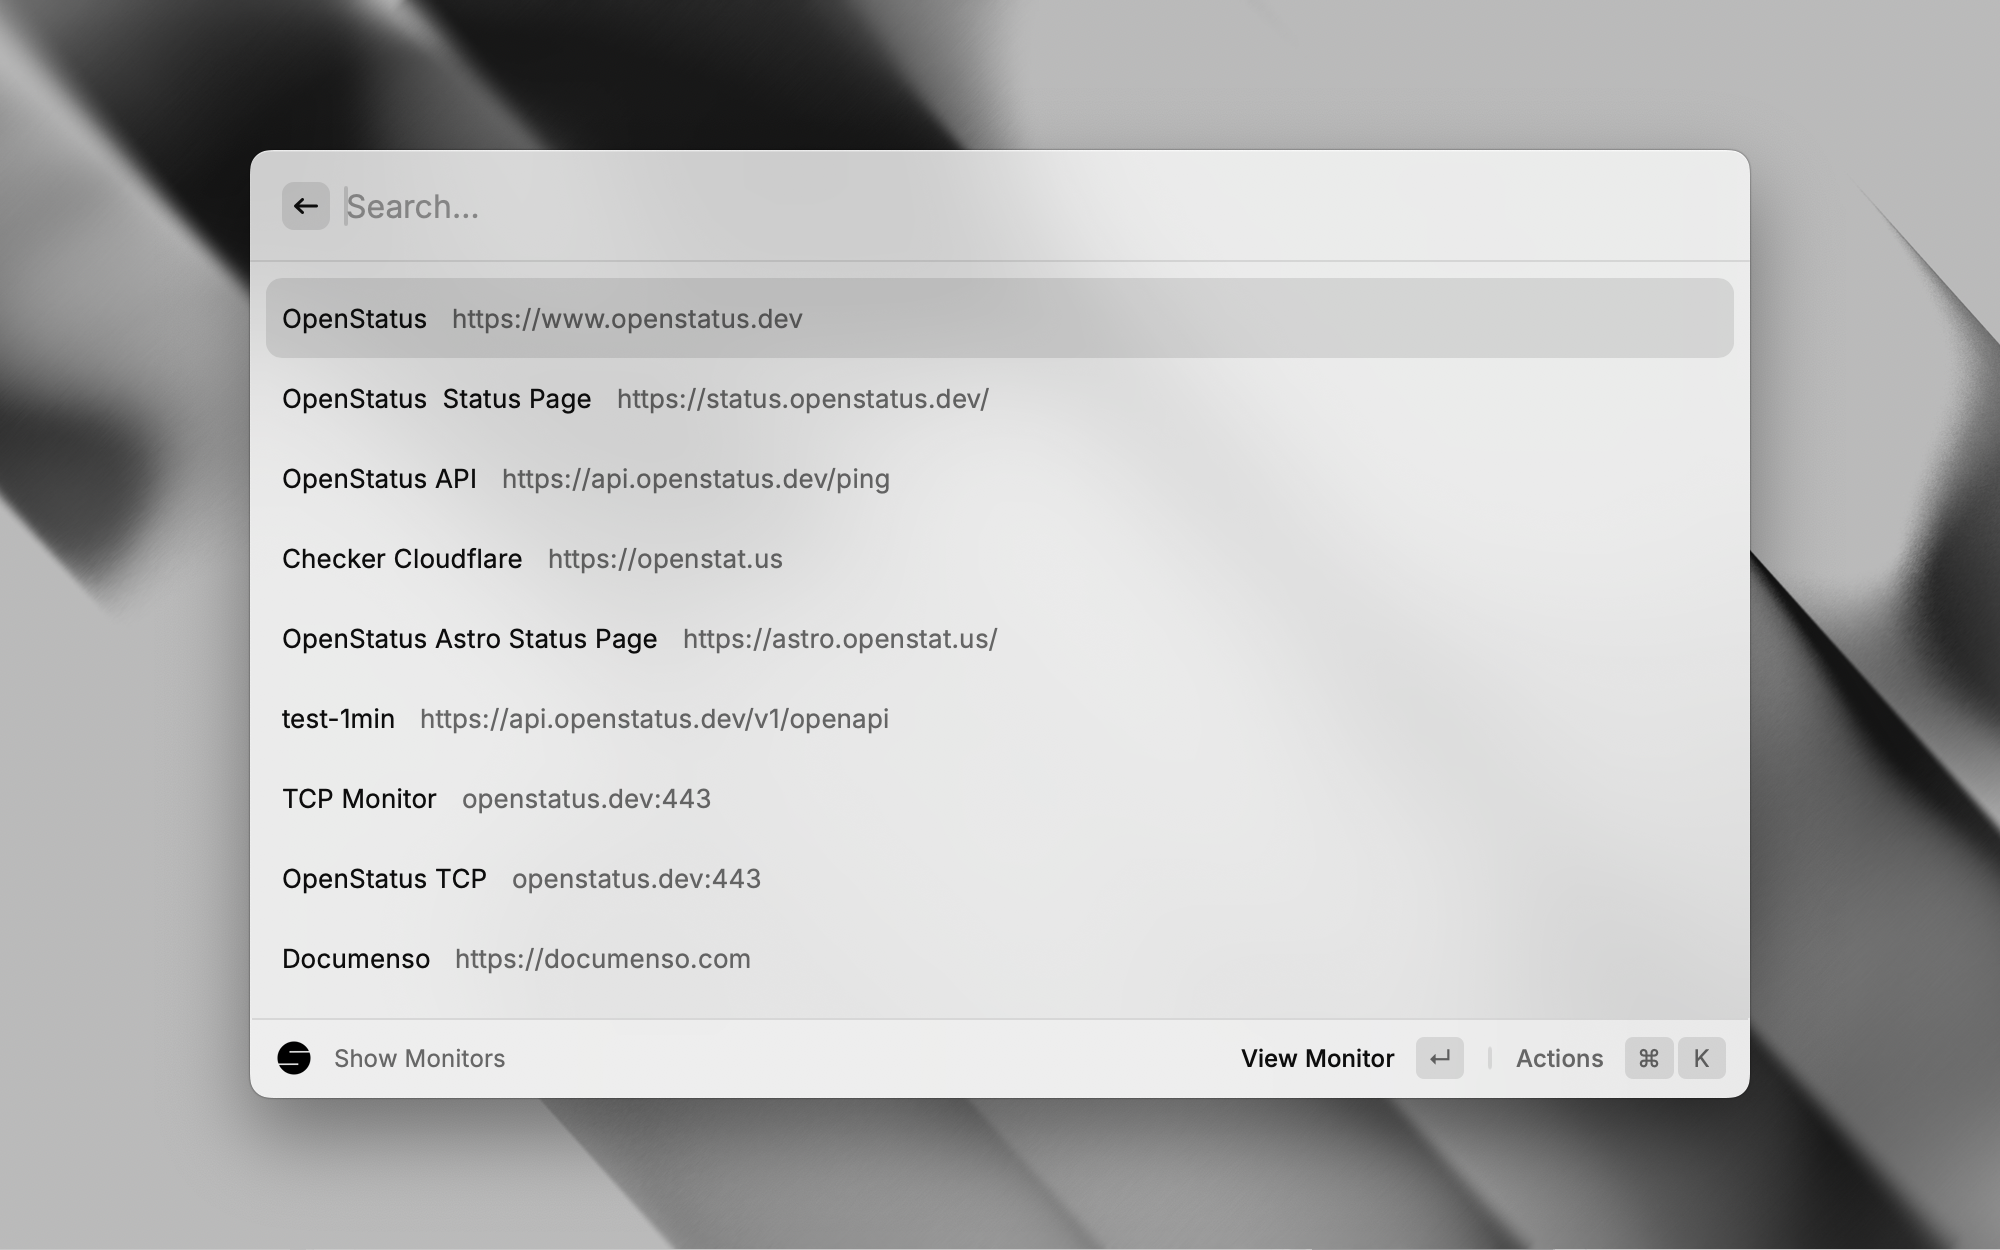 Search...
OpenStatus https://www.openstatus.dev
OpenStatus  Status Page https://status.openstatus.dev/
OpenStatus API https://api.openstatus.dev/ping
Checker Cloudflare https://openstat.us
OpenStatus Astro Status Page https://astro.openstat.us/
test-1min https://api.openstatus.dev/v1/openapi
TCP Monitor openstatus.dev:443
OpenStatus TCP openstatus.dev:443
Documenso https://documenso.com
Show Monitors View Monitor ↵ Actions ⌘ K